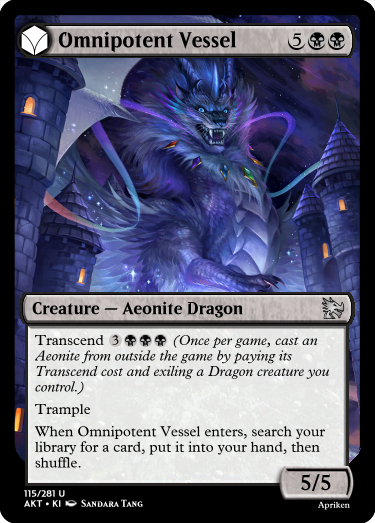 Omnipotent Vessel 5
Creature — Aeonite Dragon
Transcend 3 (Once per game, cast an
Aeonite from outside the game by paying its
Transcend cost and exiling a Dragon creature you
control.)
Trample
When Omnipotent Vessel enters, search your
library for a card, put it into your hand, then
shuffle.
5/5
115/281 U
AKT • KI Sandara Tang
Apriken